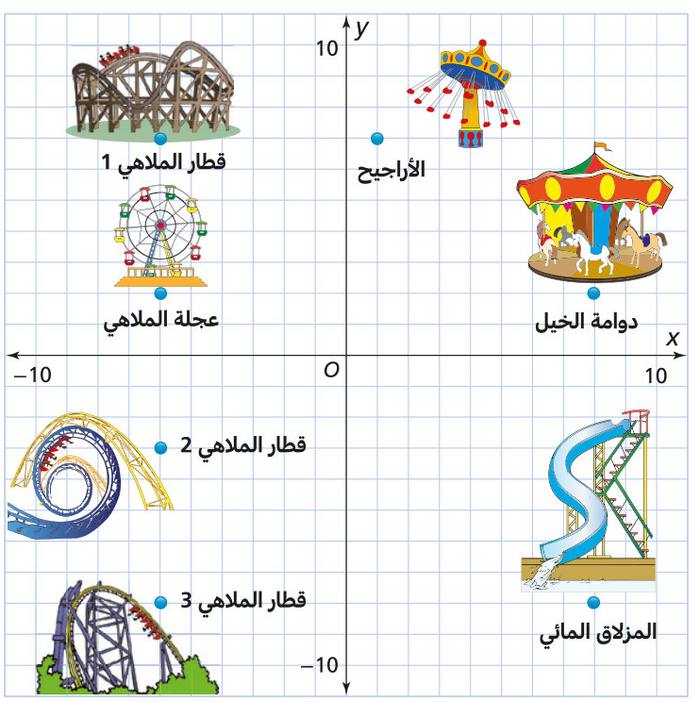 y
10
قطار الملاهي 1
الأراجيح
عجلة الملاهي
دوامة الخيل
x
−10
O
10
قطار الملاهي 2
قطار الملاهي 3
المزلاق المائي
−10